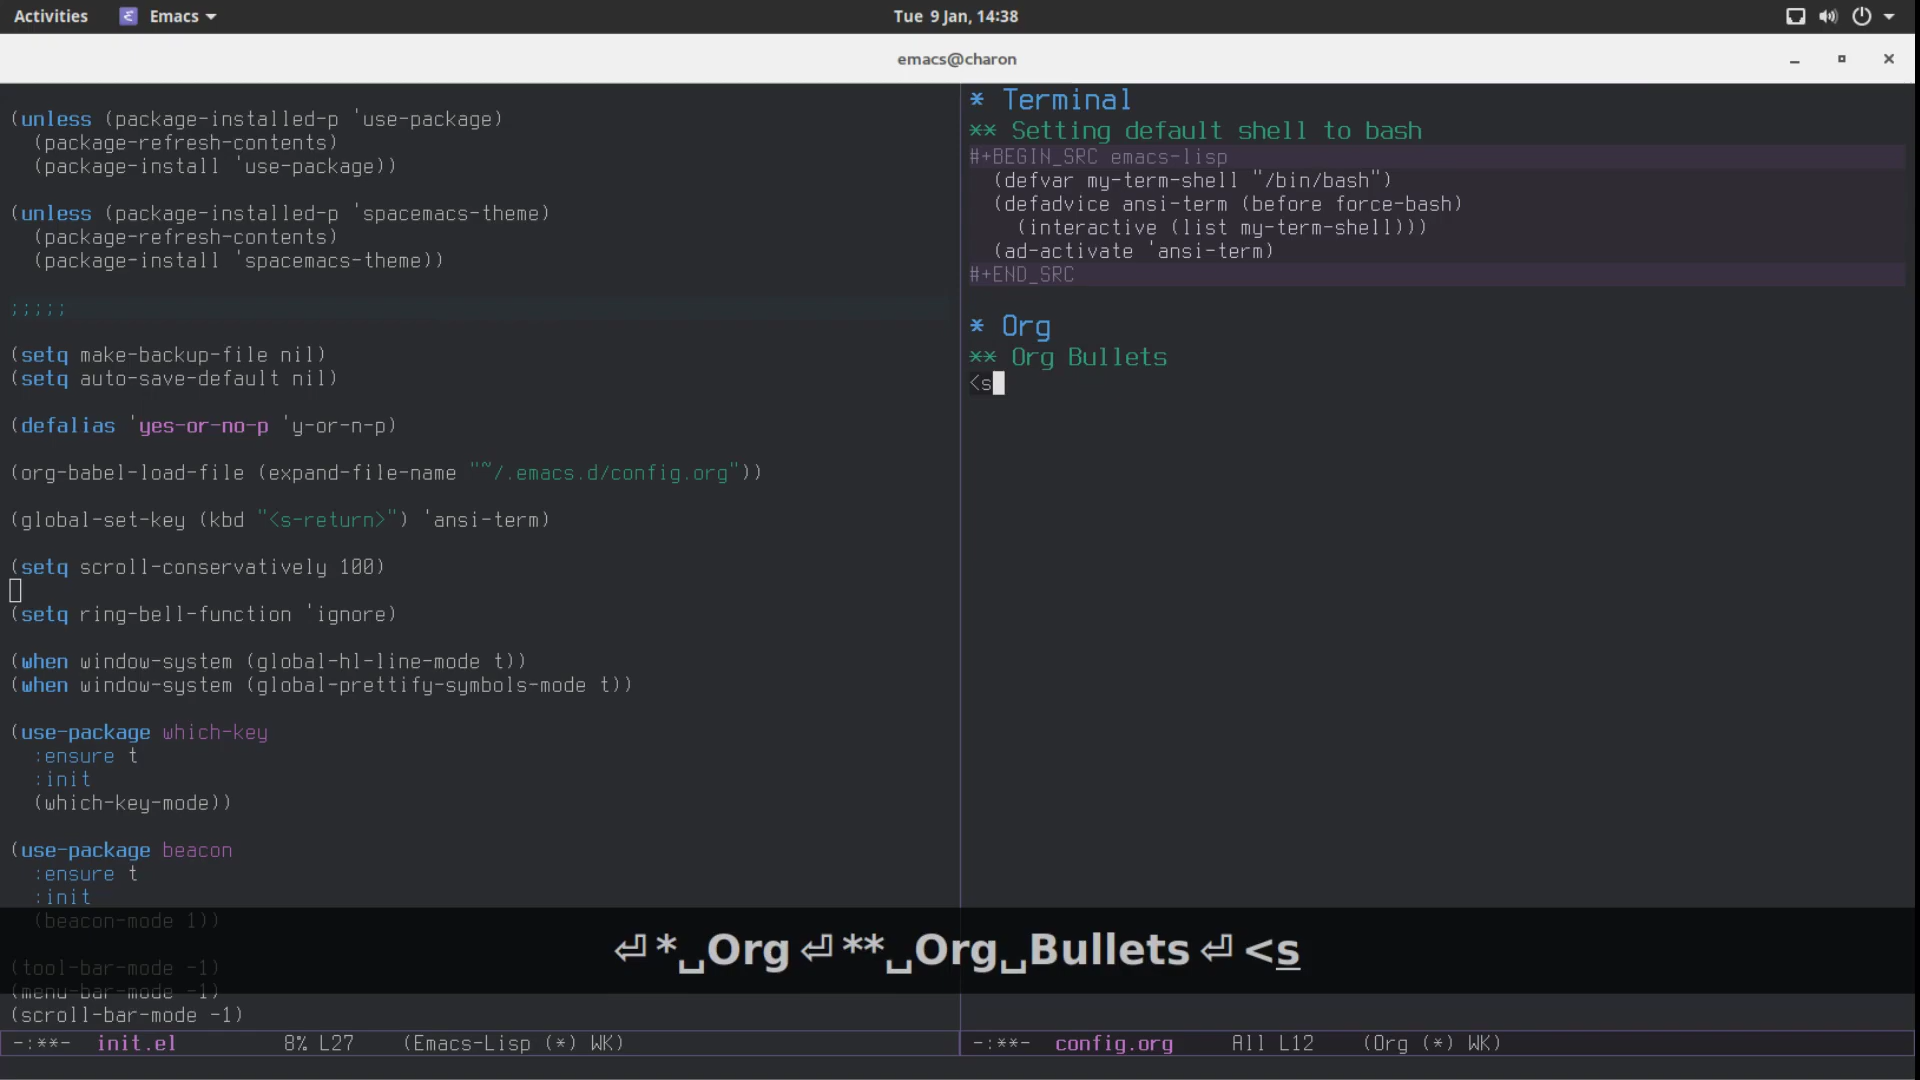 Activities Emacs Tue 9 Jan, 14:38
emacs@charon
(unless (package-installed-p 'use-package)
  (package-refresh-contents)
  (package-install 'use-package))
(unless (package-installed-p 'spacemacs-theme)
  (package-refresh-contents)
  (package-install 'spacemacs-theme))
;;;;;
(setq make-backup-file nil)
(setq auto-save-default nil)
(defalias 'yes-or-no-p 'y-or-n-p)
(org-babel-load-file (expand-file-name "~/.emacs.d/config.org"))
(global-set-key (kbd "<s-return>") 'ansi-term)
(setq scroll-conservatively 100)
(setq ring-bell-function 'ignore)
(when window-system (global-hl-line-mode t))
(when window-system (global-prettify-symbols-mode t))
(use-package which-key
  :ensure t
  :init
  (which-key-mode))
(use-package beacon
  :ensure t
  :init
  (beacon-mode 1))
(tool-bar-mode -1)
(menu-bar-mode -1)
(scroll-bar-mode -1)
-:**-  init.el  8% L27  (Emacs-Lisp (*) WK)
* Terminal
** Setting default shell to bash
#+BEGIN_SRC emacs-lisp
  (defvar my-term-shell "/bin/bash")
  (defadvice ansi-term (before force-bash)
    (interactive (list my-term-shell)))
  (ad-activate 'ansi-term)
#+END_SRC
* Org
** Org Bullets
<s
-:**-  config.org  All L12  (Org (*) WK)
⏎ *␣Org ⏎ **␣Org␣Bullets ⏎ <s